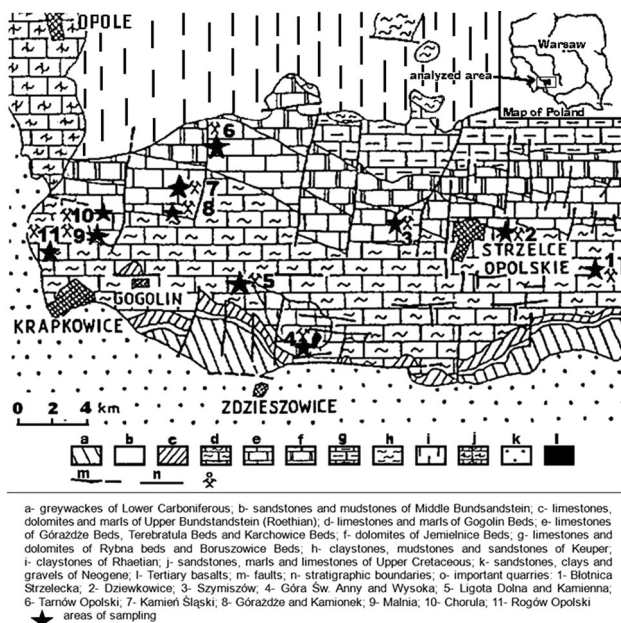 OPOLE
Warsaw
analyzed area
Map of Poland
6
7
8
10
9
11
3
2
STRZELCE
OPOLSKIE
1
5
GOGOLIN
KRAPKOWICE
4
ZDZIESZOWICE
0 2 4 km
a b c d e f g h i j k l
m n o
a- greywackes of Lower Carboniferous; b- sandstones and mudstones of Middle Bundsandstein; c- limestones,
dolomites and marls of Upper Bundstandstein (Roethian); d- limestones and marls of Gogolin Beds; e- limestones
of Górażdże Beds, Terebratula Beds and Karchowice Beds; f- dolomites of Jemielnice Beds; g- limestones and
dolomites of Rybna beds and Boruszowice Beds; h- claystones, mudstones and sandstones of Keuper;
i- claystones of Rhaetian; j- sandstones, marls and limestones of Upper Cretaceous; k- sandstones, clays and
gravels of Neogene; l- Tertiary basalts; m- faults; n- stratigraphic boundaries; o- important quarries: 1- Błotnica
Strzelecka; 2- Dziewkowice; 3- Szymiszów; 4- Góra Św. Anny and Wysoka; 5- Ligota Dolna and Kamienna;
6- Tarnów Opolski; 7- Kamień Śląski; 8- Górażdże and Kamionek; 9- Malnia; 10- Chorula; 11- Rogów Opolski
areas of sampling